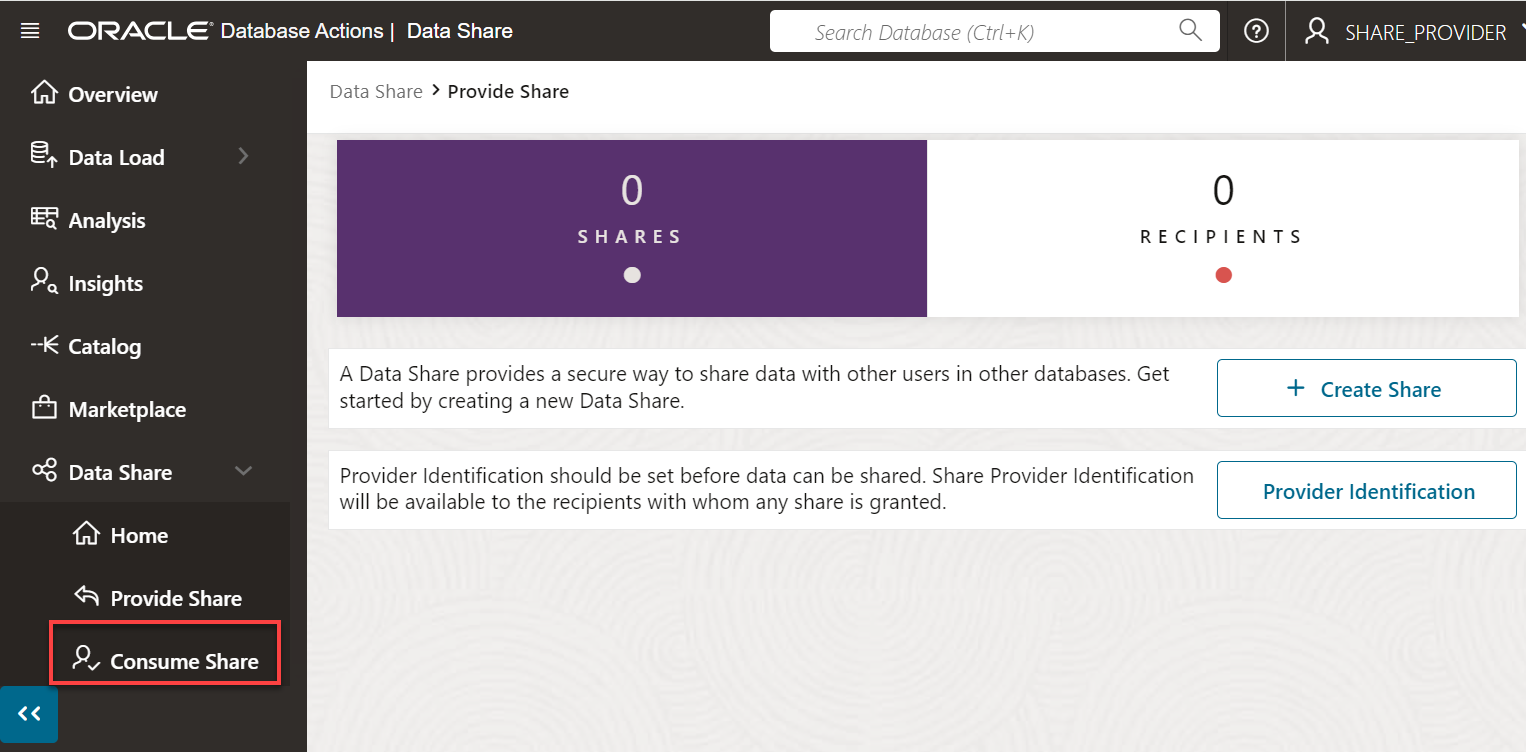 ORACLE Database Actions | Data Share
Search Database (Ctrl+K)
SHARE_PROVIDER
Overview
Data Load
Analysis
Insights
Catalog
Marketplace
Data Share
Home
Provide Share
Consume Share
Data Share > Provide Share
0
SHARES
0
RECIPIENTS
A Data Share provides a secure way to share data with other users in other databases. Get
started by creating a new Data Share.
+ Create Share
Provider Identification should be set before data can be shared. Share Provider Identification
will be available to the recipients with whom any share is granted.
Provider Identification